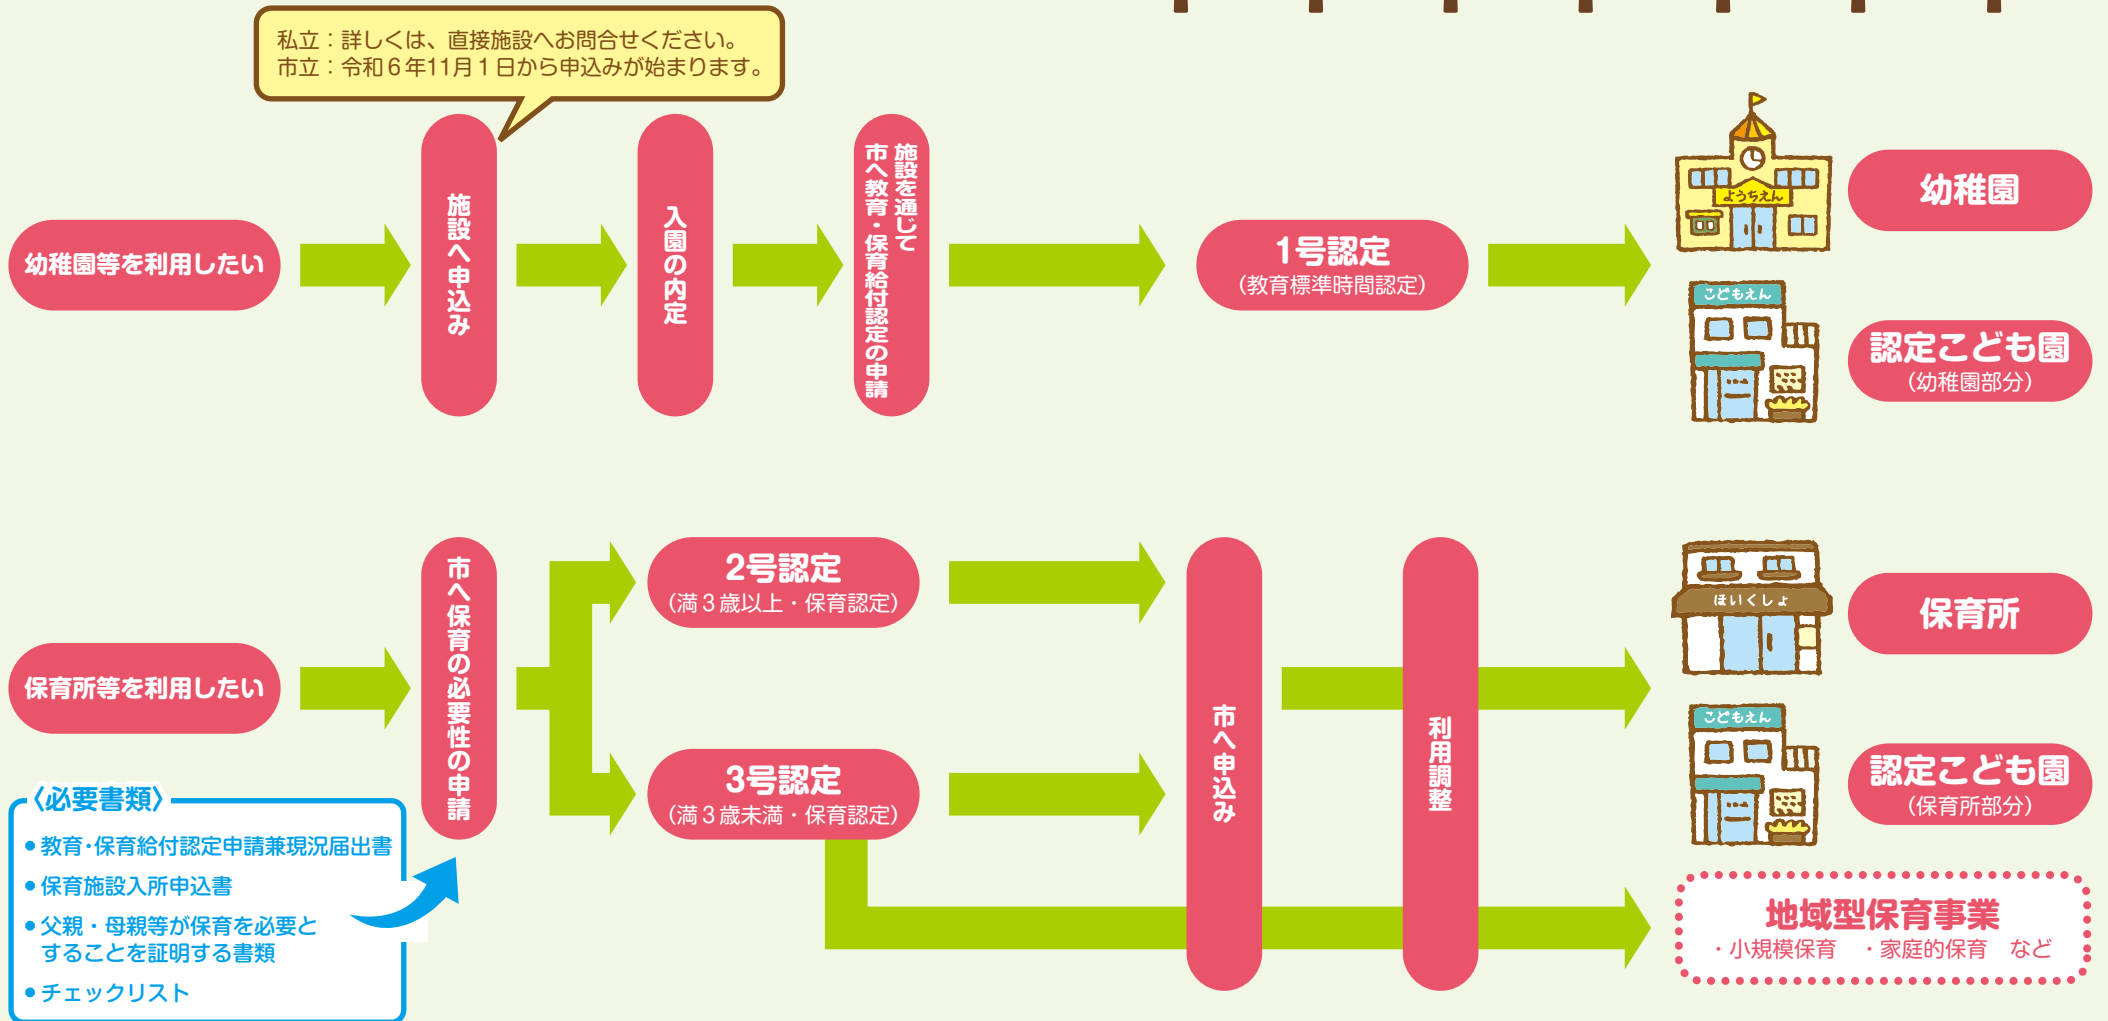 私立：詳しくは、直接施設へお問合せください。
市立：令和６年11月１日から申込みが始まります。
幼稚園等を利用したい
施設へ申込み
入園の内定
施設を通じて
市へ教育・保育給付認定の申請
1号認定
（教育標準時間認定）
ようちえん
幼稚園
こどもえん
認定こども園
（幼稚園部分）
保育所等を利用したい
市へ保育の必要性の申請
2号認定
（満３歳以上・保育認定）
3号認定
（満３歳未満・保育認定）
市へ申込み
利用調整
ほいくしょ
保育所
こどもえん
認定こども園
（保育所部分）
地域型保育事業
・小規模保育　・家庭的保育　など
〈必要書類〉
●教育・保育給付認定申請兼現況届出書
●保育施設入所申込書
●父親・母親等が保育を必要と
することを証明する書類
●チェックリスト